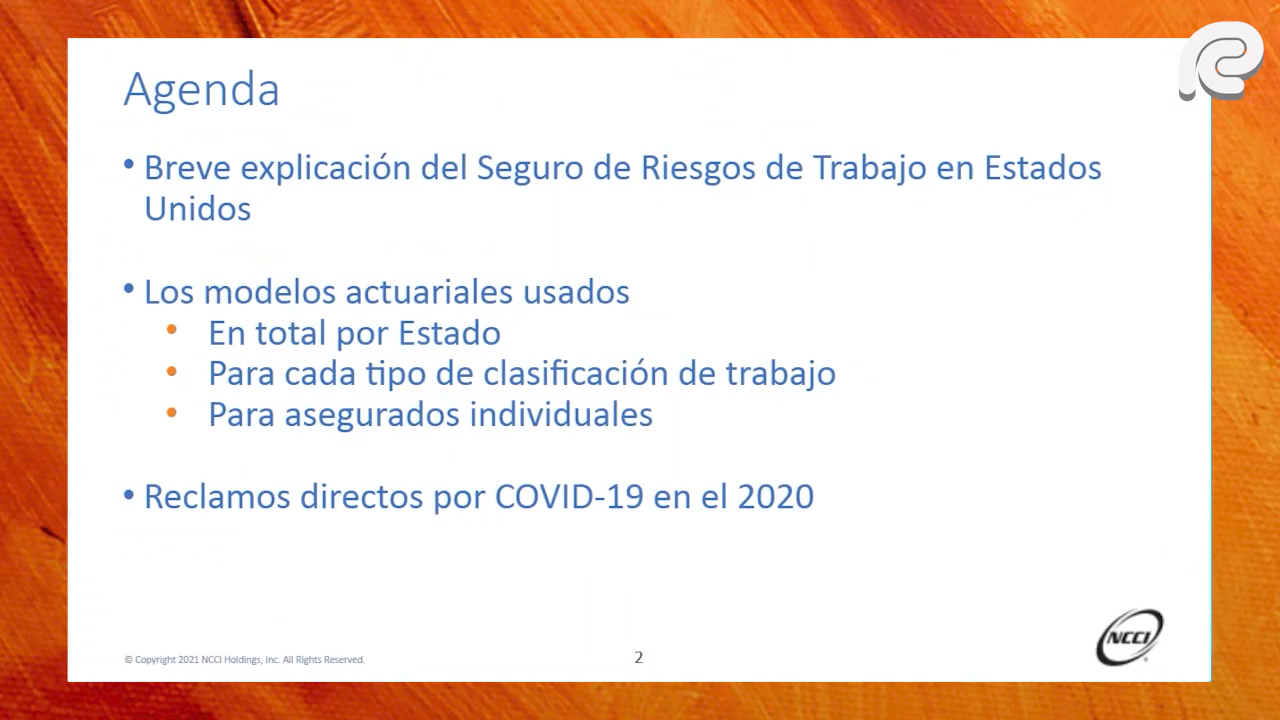 Agenda
• Breve explicación del Seguro de Riesgos de Trabajo en Estados
Unidos
• Los modelos actuariales usados
• En total por Estado
• Para cada tipo de clasificación de trabajo
• Para asegurados individuales
• Reclamos directos por COVID-19 en el 2020
© Copyright 2021 NCCI Holdings, Inc. All Rights Reserved.
2
NCCI